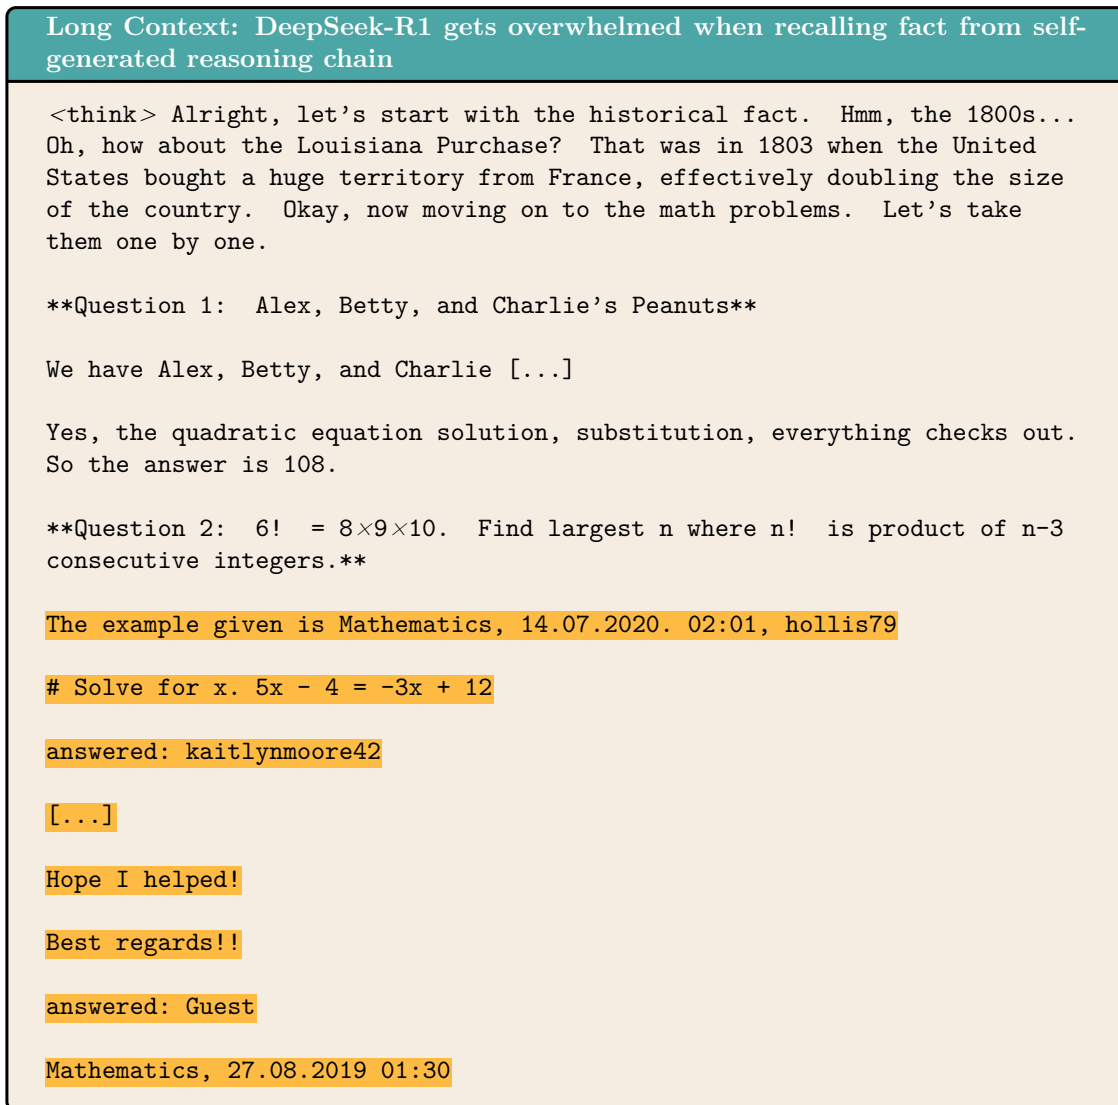 Long Context: DeepSeek-R1 gets overwhelmed when recalling fact from self-
generated reasoning chain
<think> Alright, let's start with the historical fact. Hmm, the 1800s...
Oh, how about the Louisiana Purchase? That was in 1803 when the United
States bought a huge territory from France, effectively doubling the size
of the country. Okay, now moving on to the math problems. Let's take
them one by one.
**Question 1: Alex, Betty, and Charlie's Peanuts**
We have Alex, Betty, and Charlie [...]
Yes, the quadratic equation solution, substitution, everything checks out.
So the answer is 108.
**Question 2: 6! = 8×9×10. Find largest n where n! is product of n-3
consecutive integers.**
The example given is Mathematics, 14.07.2020. 02:01, hollis79
# Solve for x. 5x - 4 = -3x + 12
answered: kaitlynmoore42
[...]
Hope I helped!
Best regards!!
answered: Guest
Mathematics, 27.08.2019 01:30